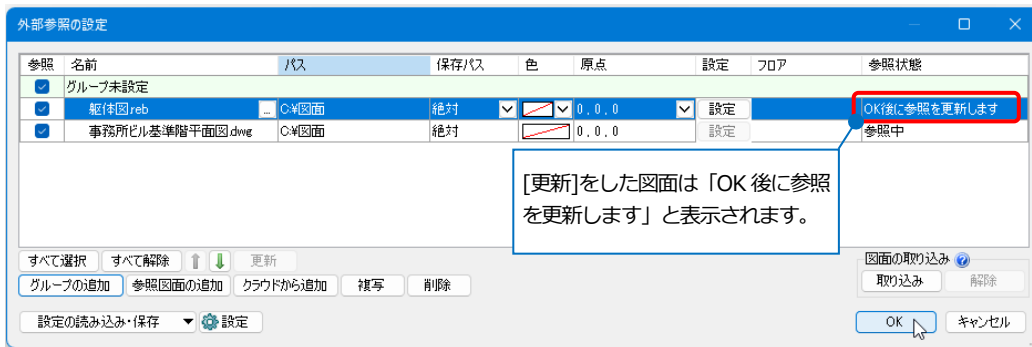 外部参照の設定
参照 名前 パス 保存パス 色 原点 設定 フロア 参照状態
グループ未設定
躯体図.reb ... C:¥図面 絶対 0, 0, 0 設定 OK後に参照を更新します
事務所ビル基準階平面図.dwg C:¥図面 絶対 0, 0, 0 設定 参照中
[更新]をした図面は「OK 後に参照
を更新します」と表示されます。
すべて選択 すべて解除 更新 図面の取り込み
グループの追加 参照図面の追加 クラウドから追加 複写 削除 取り込み 解除
設定の読み込み・保存 設定 OK キャンセル